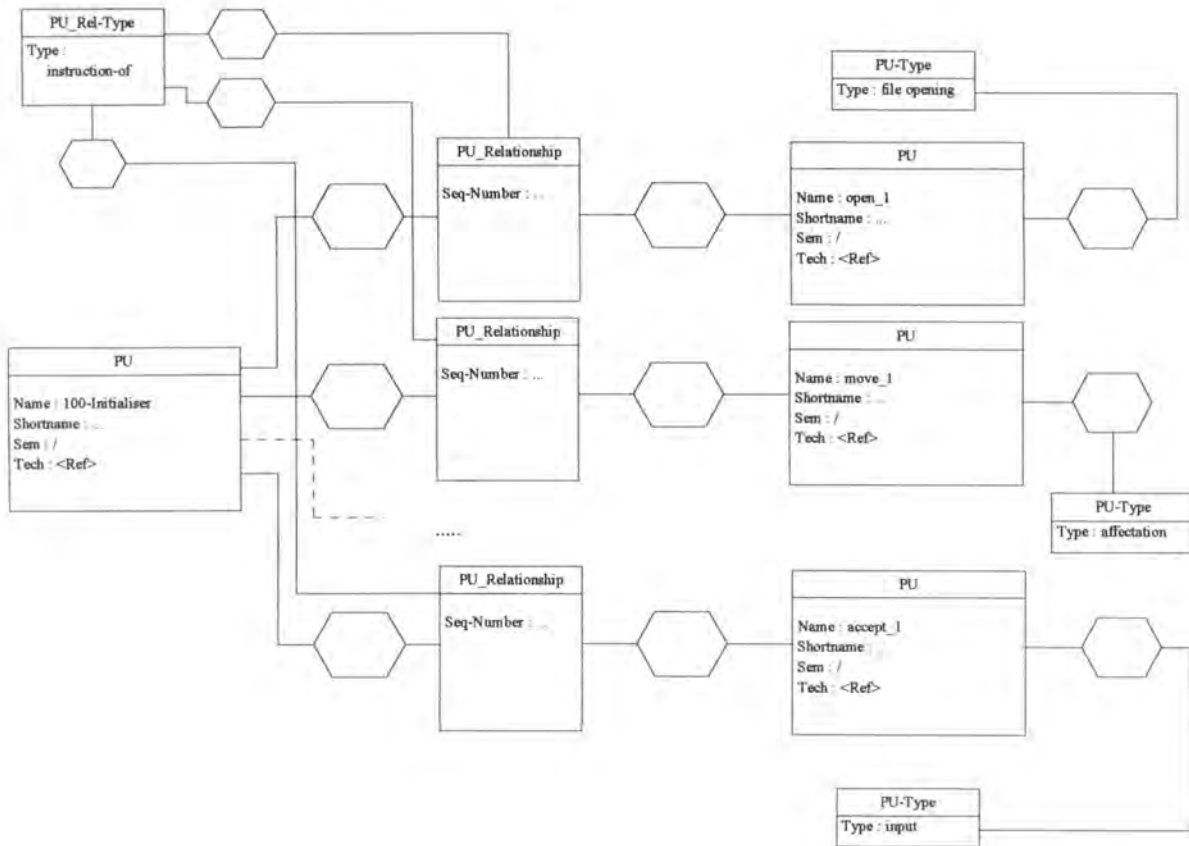 PU_Rel-Type
Type :
instruction-of
PU-Type
Type : file opening
PU_Relationship
Seq-Number : ...
PU
Name : open_1
Shortname : ...
Sem : /
Tech : <Ref>
PU_Relationship
Seq-Number : ...
PU
Name : move_1
Shortname : ...
Sem : /
Tech : <Ref>
PU
Name : 100-Initialiser
Shortname : ...
Sem : /
Tech : <Ref>
PU-Type
Type : affectation
.....
PU_Relationship
Seq-Number : ...
PU
Name : accept_1
Shortname : ...
Sem : /
Tech : <Ref>
PU-Type
Type : input